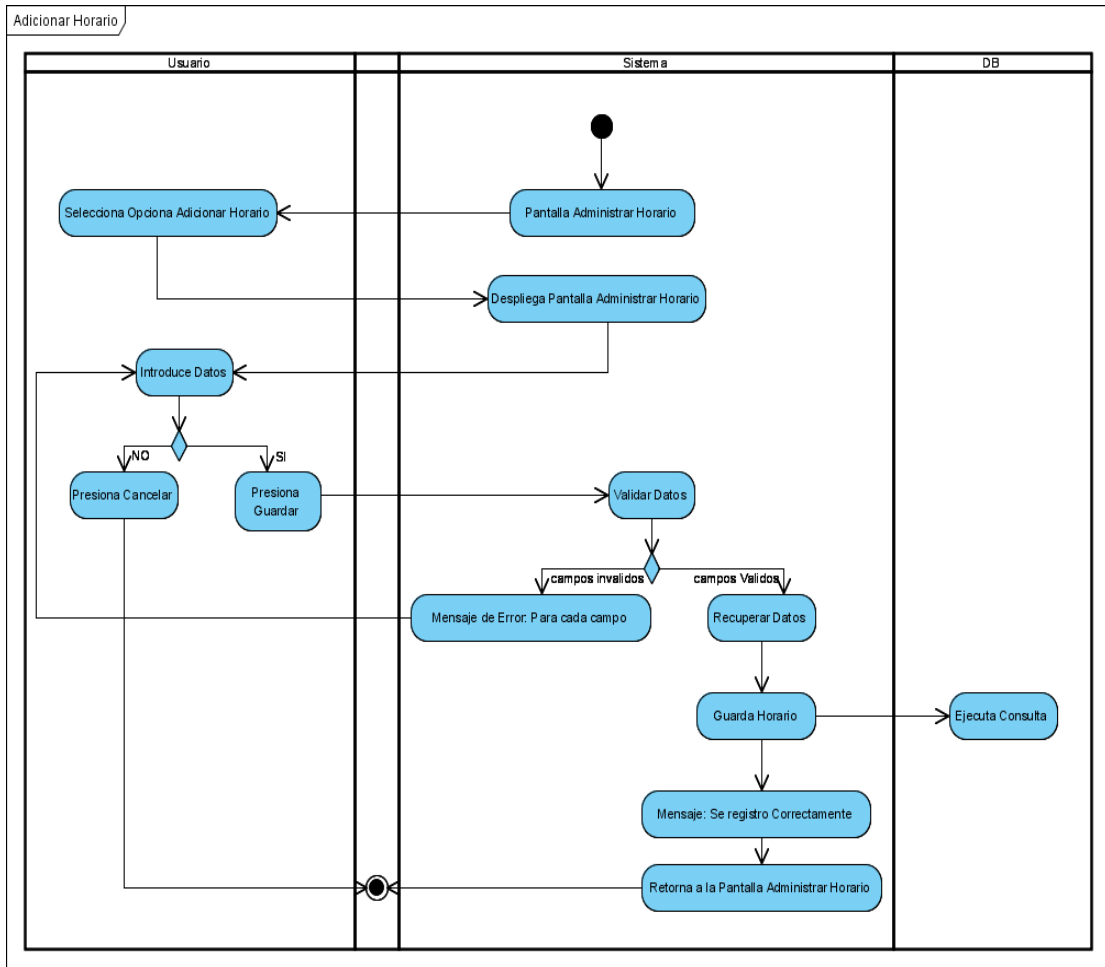 Adicionar Horario
Usuario
Sistema
DB
Selecciona Opciona Adicionar Horario
Pantalla Administrar Horario
Despliega Pantalla Administrar Horario
Introduce Datos
NO
SI
Presiona Cancelar
Presiona
Guardar
Validar Datos
campos invalidos
campos Validos
Mensaje de Error: Para cada campo
Recuperar Datos
Guarda Horario
Ejecuta Consulta
Mensaje: Se registro Correctamente
Retorna a la Pantalla Administrar Horario